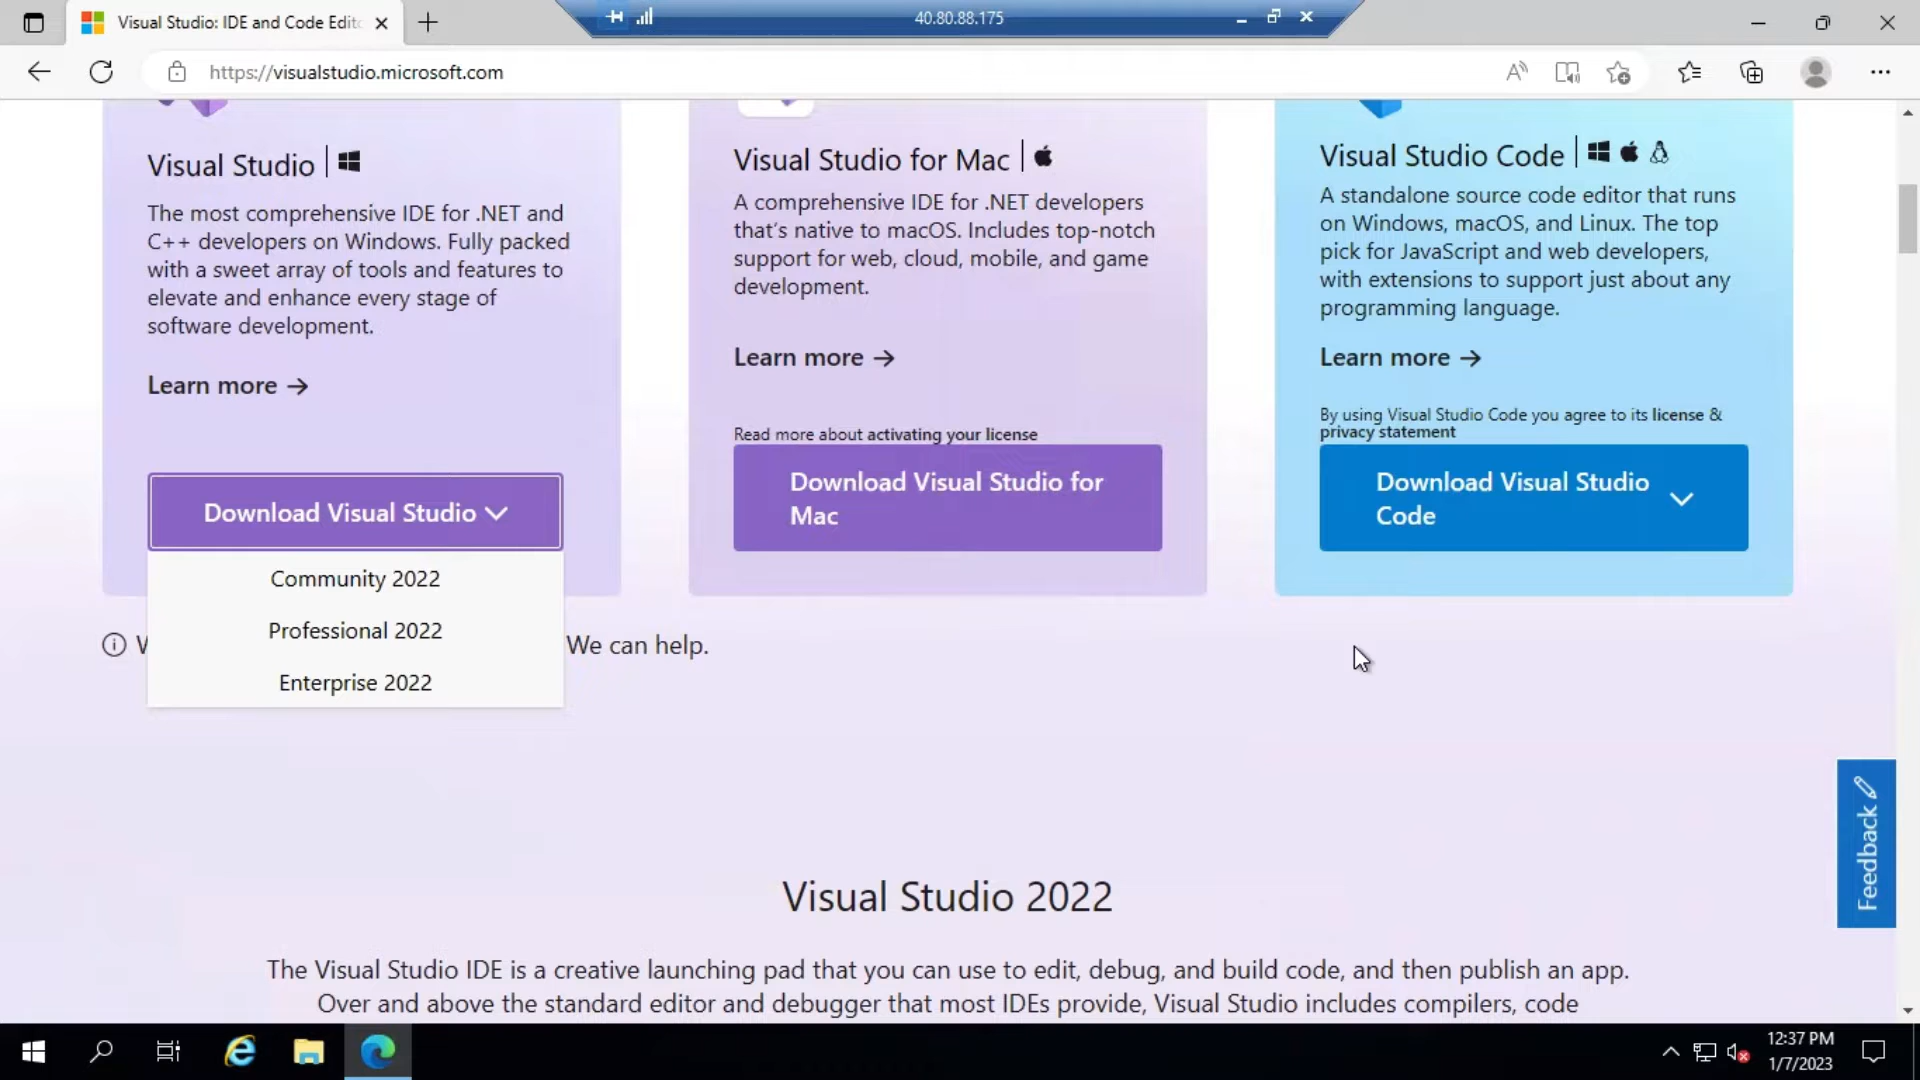 Visual Studio: IDE and Code Edit
40.80.88.175
https://visualstudio.microsoft.com
Visual Studio
The most comprehensive IDE for .NET and
C++ developers on Windows. Fully packed
with a sweet array of tools and features to
elevate and enhance every stage of
software development.
Learn more →
Download Visual Studio
Community 2022
Professional 2022
Enterprise 2022
Visual Studio for Mac
A comprehensive IDE for .NET developers
that's native to macOS. Includes top-notch
support for web, cloud, mobile, and game
development.
Learn more →
Read more about activating your license
Download Visual Studio for
Mac
Visual Studio Code
A standalone source code editor that runs
on Windows, macOS, and Linux. The top
pick for JavaScript and web developers,
with extensions to support just about any
programming language.
Learn more →
By using Visual Studio Code you agree to its license &
privacy statement
Download Visual Studio
Code
We can help.
Feedback
Visual Studio 2022
The Visual Studio IDE is a creative launching pad that you can use to edit, debug, and build code, and then publish an app.
Over and above the standard editor and debugger that most IDEs provide, Visual Studio includes compilers, code
12:37 PM
1/7/2023